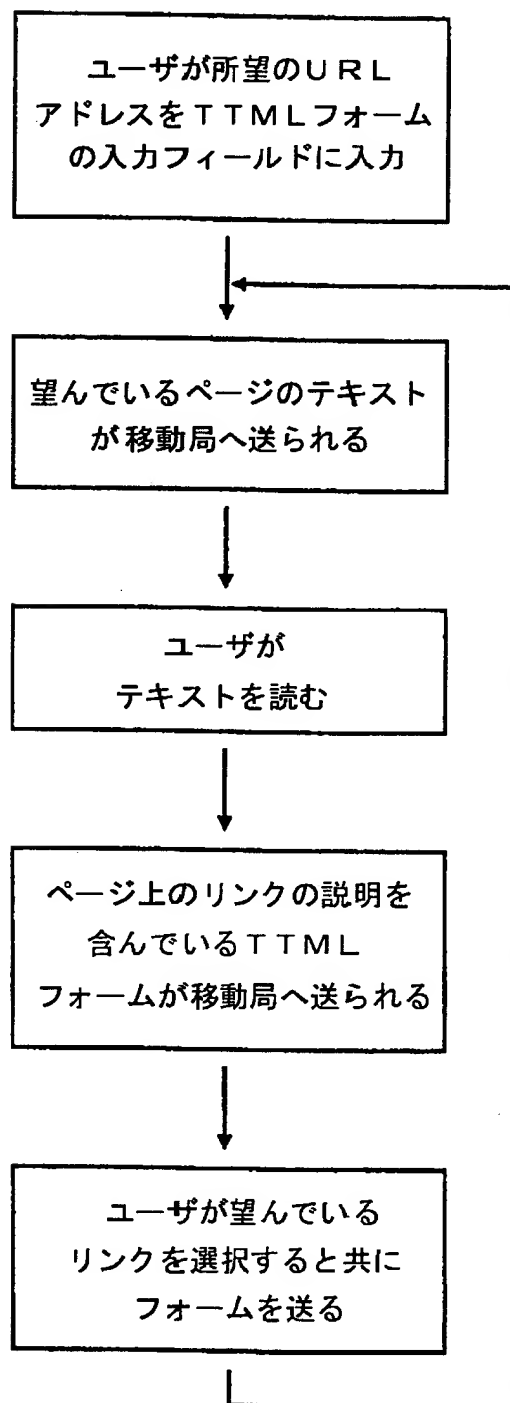 ユーザが所望のＵＲＬ
アドレスをＴＴＭＬフォーム
の入力フィールドに入力
望んでいるページのテキスト
が移動局へ送られる
ユーザが
テキストを読む
ページ上のリンクの説明を
含んでいるＴＴＭＬ
フォームが移動局へ送られる
ユーザが望んでいる
リンクを選択すると共に
フォームを送る